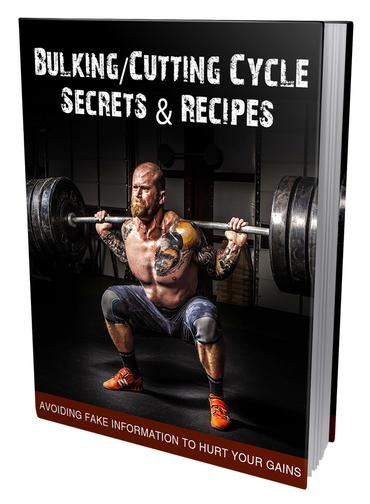 BULKING/CUTTING CYCLE
SECRETS & RECIPES
AVOIDING FAKE INFORMATION TO HURT YOUR GAINS